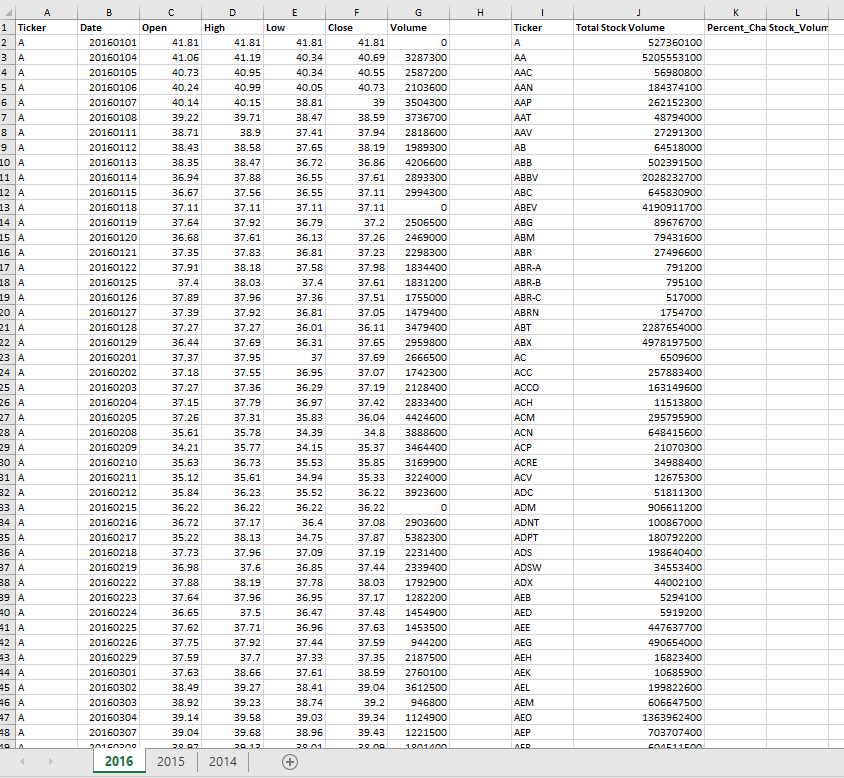 A B C D E F G H I J K L
1 Ticker Date Open High Low Close Volume Ticker Total Stock Volume Percent_Cha Stock_Volum
2 A 20160101 41.81 41.81 41.81 41.81 0 A 527360100
3 A 20160104 41.06 41.19 40.34 40.69 3287300 AA 5205553100
4 A 20160105 40.73 40.95 40.34 40.55 2587200 AAC 56980800
5 A 20160106 40.24 40.99 40.05 40.73 2103600 AAN 184374100
6 A 20160107 40.14 40.15 38.81 39 3504300 AAP 262152300
7 A 20160108 39.22 39.71 38.47 38.59 3736700 AAT 48794000
8 A 20160111 38.71 38.9 37.41 37.94 2818600 AAV 27291300
9 A 20160112 38.43 38.58 37.65 38.19 1989300 AB 64518000
10 A 20160113 38.35 38.47 36.72 36.86 4206600 ABB 502391500
11 A 20160114 36.94 37.88 36.55 37.61 2893300 ABBV 2028232700
12 A 20160115 36.67 37.56 36.55 37.11 2994300 ABC 645830900
13 A 20160118 37.11 37.11 37.11 37.11 0 ABEV 4190911700
14 A 20160119 37.64 37.92 36.79 37.2 2506500 ABG 89676700
15 A 20160120 36.68 37.61 36.13 37.26 2469000 ABM 79431600
16 A 20160121 37.35 37.83 36.81 37.23 2298300 ABR 27496600
17 A 20160122 37.91 38.18 37.58 37.98 1834400 ABR-A 791200
18 A 20160125 37.4 38.03 37.4 37.61 1831200 ABR-B 795100
19 A 20160126 37.89 37.96 37.36 37.51 1755000 ABR-C 517000
20 A 20160127 37.39 37.92 36.81 37.05 1479400 ABRN 1754700
21 A 20160128 37.27 37.27 36.01 36.11 3479400 ABT 2287654000
22 A 20160129 36.44 37.69 36.31 37.65 2959800 ABX 4978197500
23 A 20160201 37.37 37.95 37 37.69 2666500 AC 6509600
24 A 20160202 37.18 37.55 36.95 37.07 1742300 ACC 257883400
25 A 20160203 37.27 37.36 36.29 37.19 2128400 ACCO 163149600
26 A 20160204 37.15 37.79 36.97 37.42 2833400 ACH 11513800
27 A 20160205 37.26 37.31 35.83 36.04 4424600 ACM 295795900
28 A 20160208 35.61 35.78 34.39 34.8 3888600 ACN 648415600
29 A 20160209 34.21 35.77 34.15 35.37 3464400 ACP 21070300
30 A 20160210 35.63 36.73 35.53 35.85 3169900 ACRE 34988400
31 A 20160211 35.12 35.61 34.94 35.33 3224000 ACV 12675300
32 A 20160212 35.84 36.23 35.52 36.22 3923600 ADC 51811300
33 A 20160215 36.22 36.22 36.22 36.22 0 ADM 906611200
34 A 20160216 36.72 37.17 36.4 37.08 2903600 ADNT 100867000
35 A 20160217 35.22 38.13 34.75 37.87 5382300 ADPT 180792200
36 A 20160218 37.73 37.96 37.09 37.19 2231400 ADS 198640400
37 A 20160219 36.98 37.6 36.85 37.44 2339400 ADSW 34553400
38 A 20160222 37.88 38.19 37.78 38.03 1792900 ADX 44002100
39 A 20160223 37.64 37.96 36.95 37.17 1282200 AEB 5294100
40 A 20160224 36.65 37.5 36.47 37.48 1454900 AED 5919200
41 A 20160225 37.62 37.71 36.96 37.63 1453500 AEE 447637700
42 A 20160226 37.75 37.92 37.44 37.59 944200 AEG 490654000
43 A 20160229 37.59 37.7 37.33 37.35 2187500 AEH 16823400
44 A 20160301 37.63 38.66 37.61 38.59 2760100 AEK 10685900
45 A 20160302 38.49 39.27 38.41 39.04 3612500 AEL 199822600
46 A 20160303 38.92 39.23 38.74 39.2 946800 AEM 606647500
47 A 20160304 39.14 39.58 39.03 39.34 1124900 AEO 1363962400
48 A 20160307 39.04 39.68 38.96 39.43 1221500 AEP 703707400
49 A 20160308 38.97 39.13 38.01 38.09 1801400 AER 604511500
2016 2015 2014